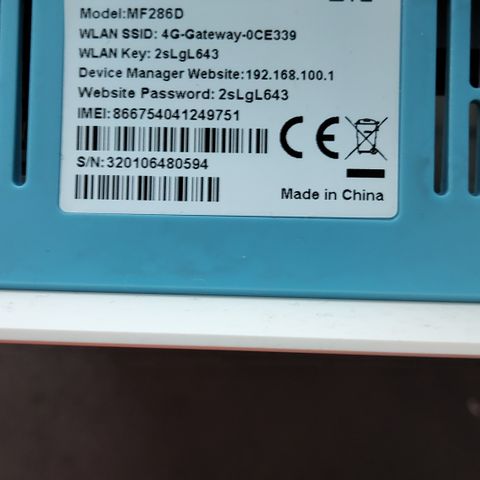 Model:MF286D
WLAN SSID: 4G-Gateway-0CE339
WLAN Key: 2sLgL643
Device Manager Website:192.168.100.1
Website Password: 2sLgL643
IMEI:866754041249751
S/N:320106480594
CE
Made in China